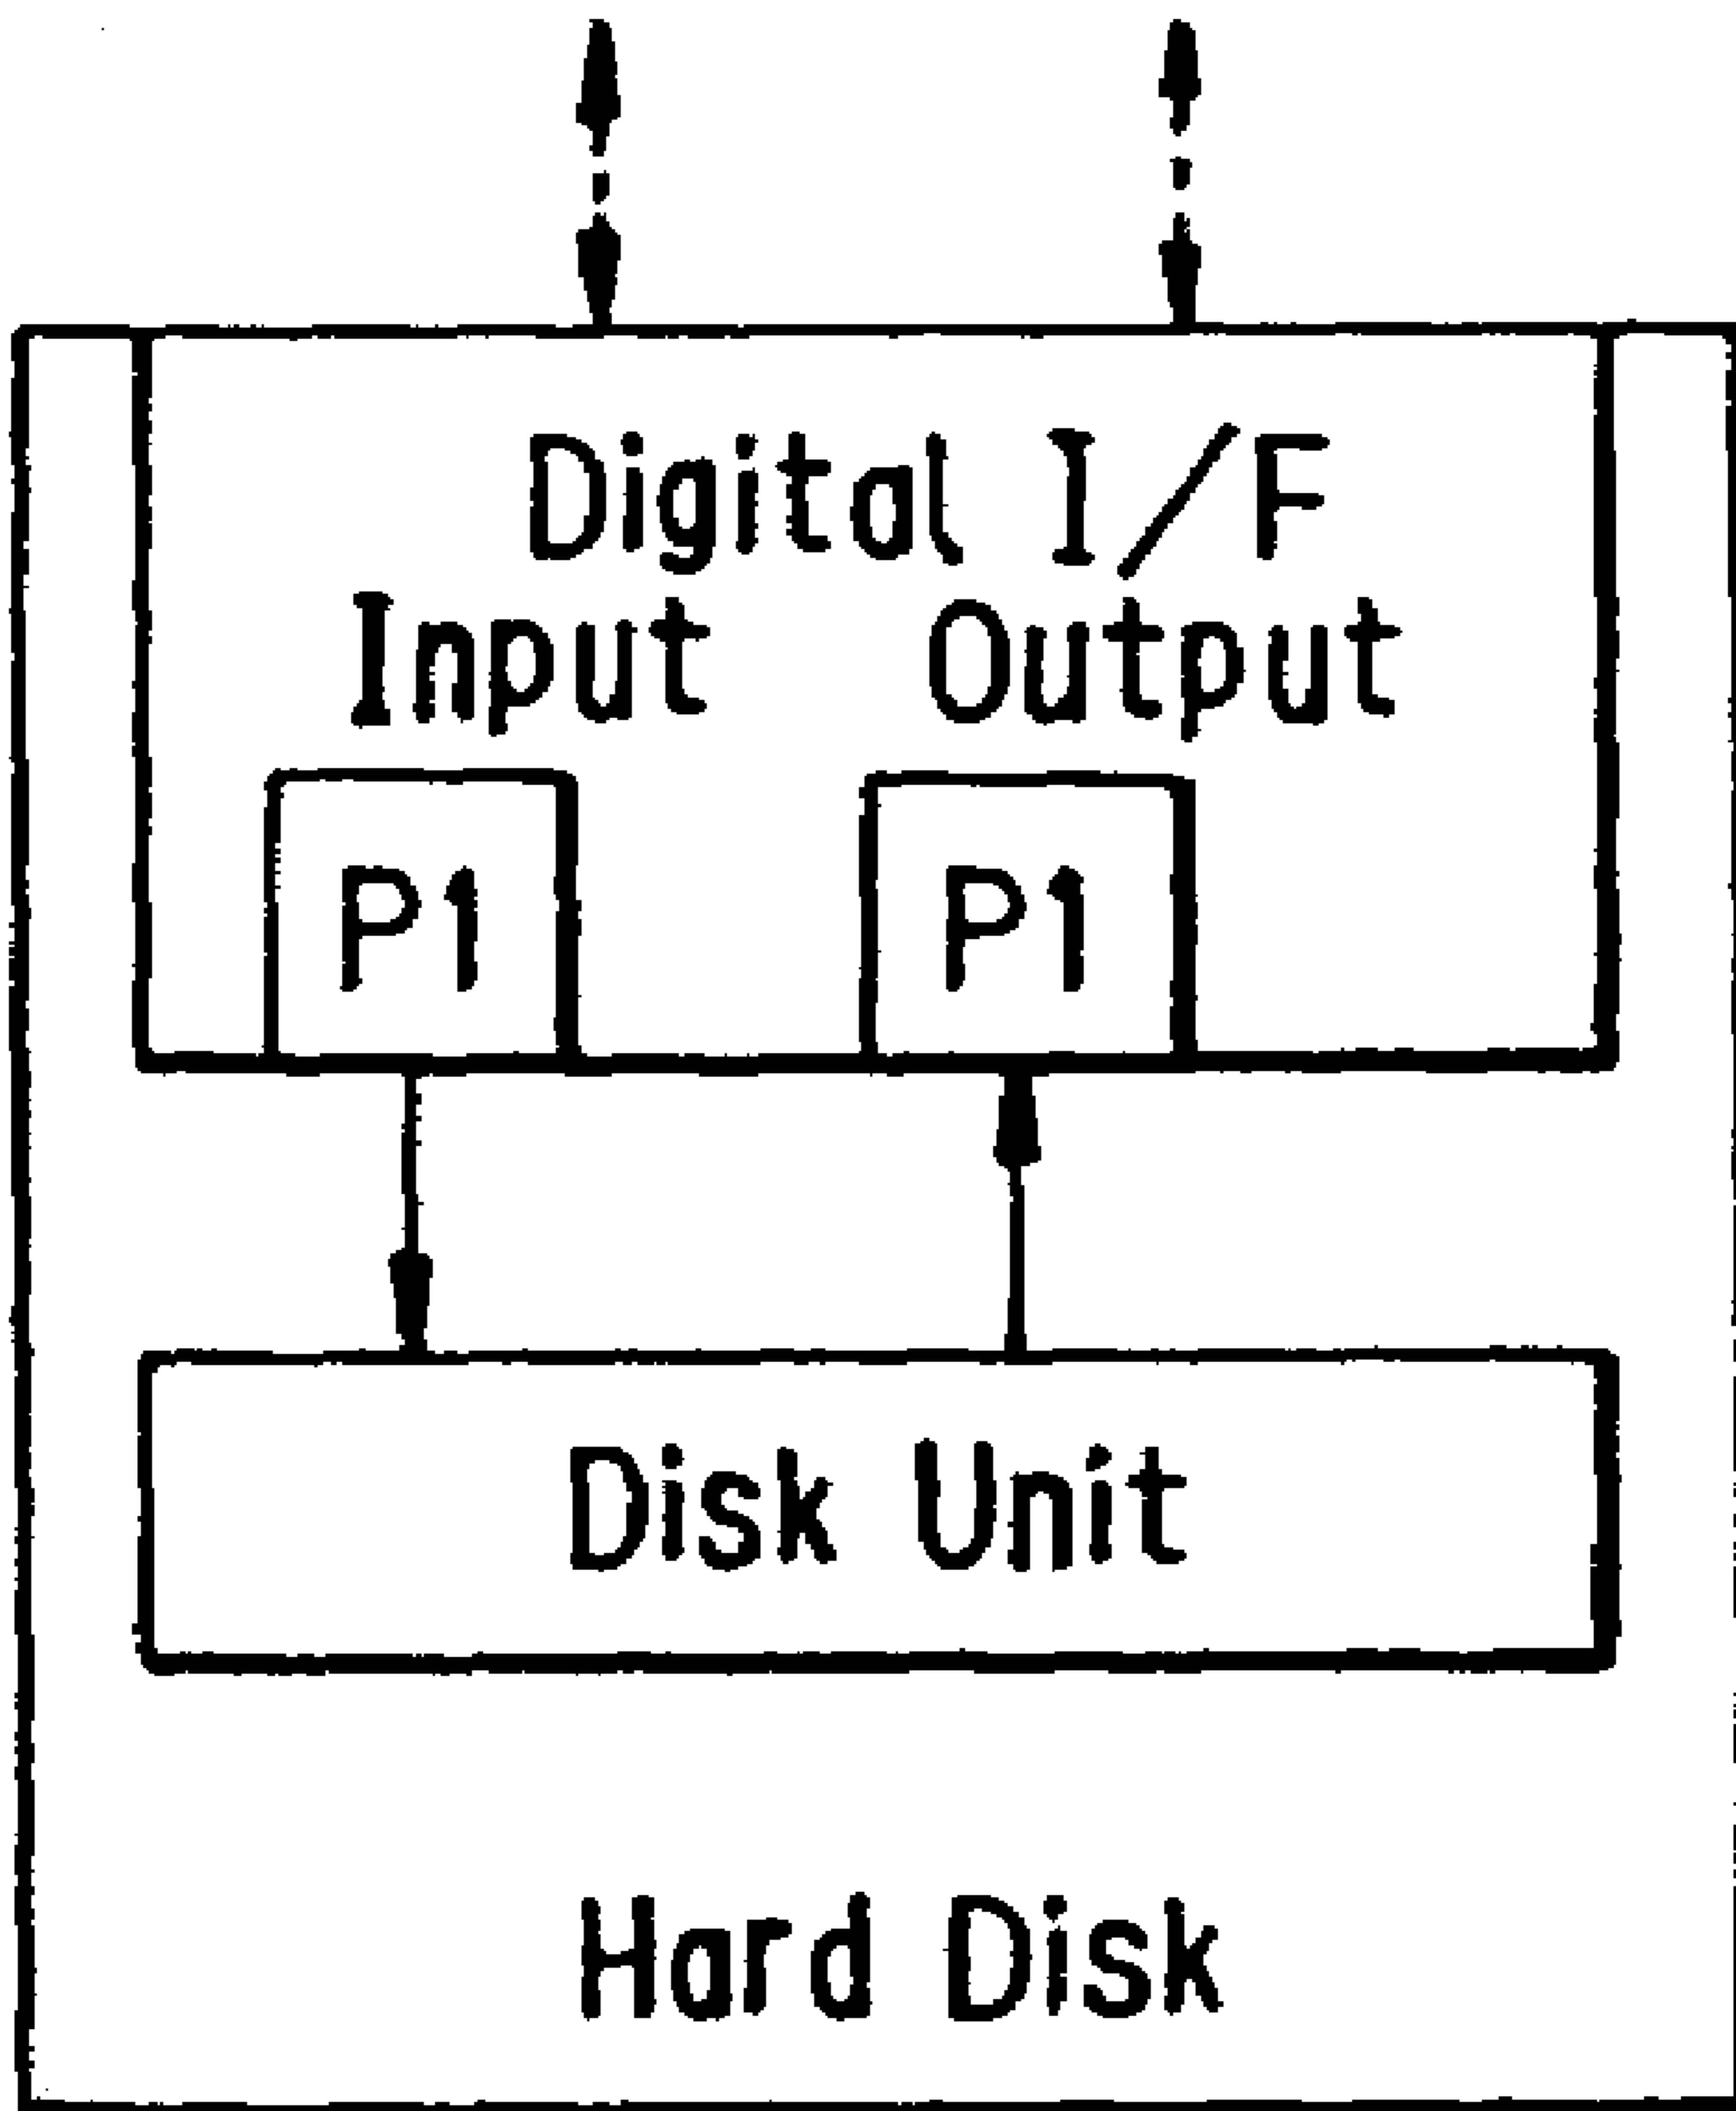 Digital I/F
Input Output
P1 P1
Disk Unit
Hard Disk